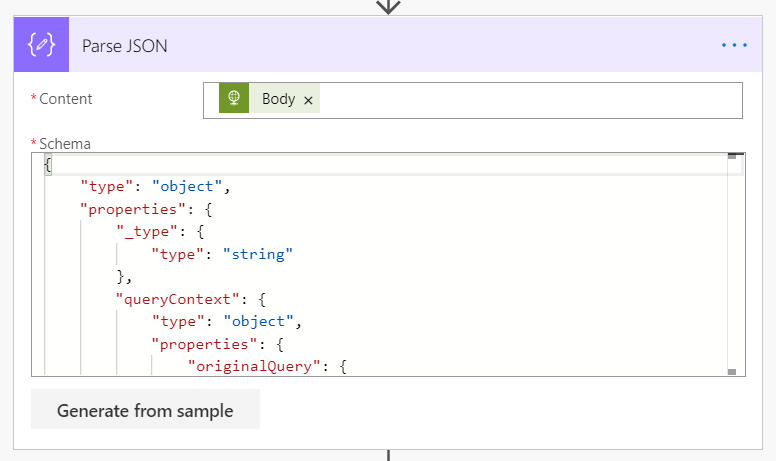 Parse JSON
* Content
Body ×
* Schema
{
"type": "object",
"properties": {
"_type": {
"type": "string"
},
"queryContext": {
"type": "object",
"properties": {
"originalQuery": {
Generate from sample